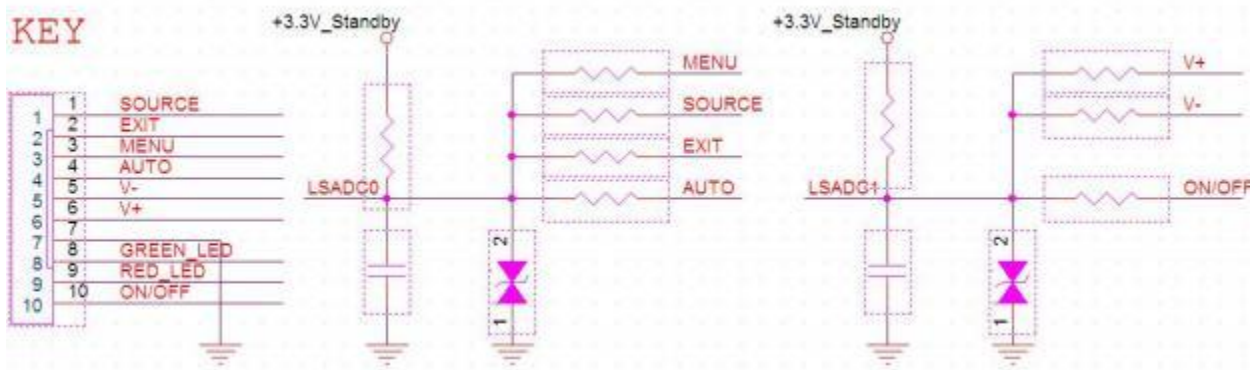 KEY
1 1 SOURCE
2 2 EXIT
3 3 MENU
4 4 AUTO
5 5 V-
6 6 V+
7 7
8 8 GREEN_LED
9 9 RED_LED
10 10 ON/OFF
+3.3V_Standby
MENU
SOURCE
EXIT
LSADC0
AUTO
2
1
+3.3V_Standby
V+
V-
LSADC1
ON/OFF
2
1